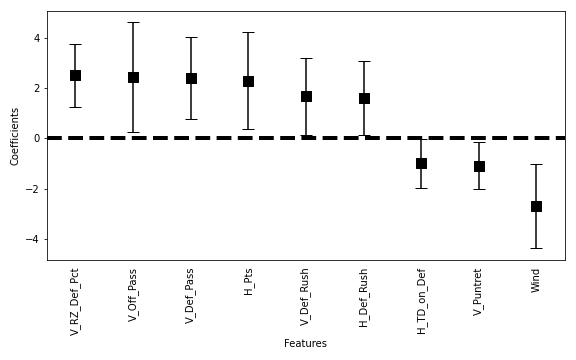 4
2
0
−2
−4
Coefficients
V_RZ_Def_Pct
V_Off_Pass
V_Def_Pass
H_Pts
V_Def_Rush
H_Def_Rush
H_TD_on_Def
V_Puntret
Wind
Features